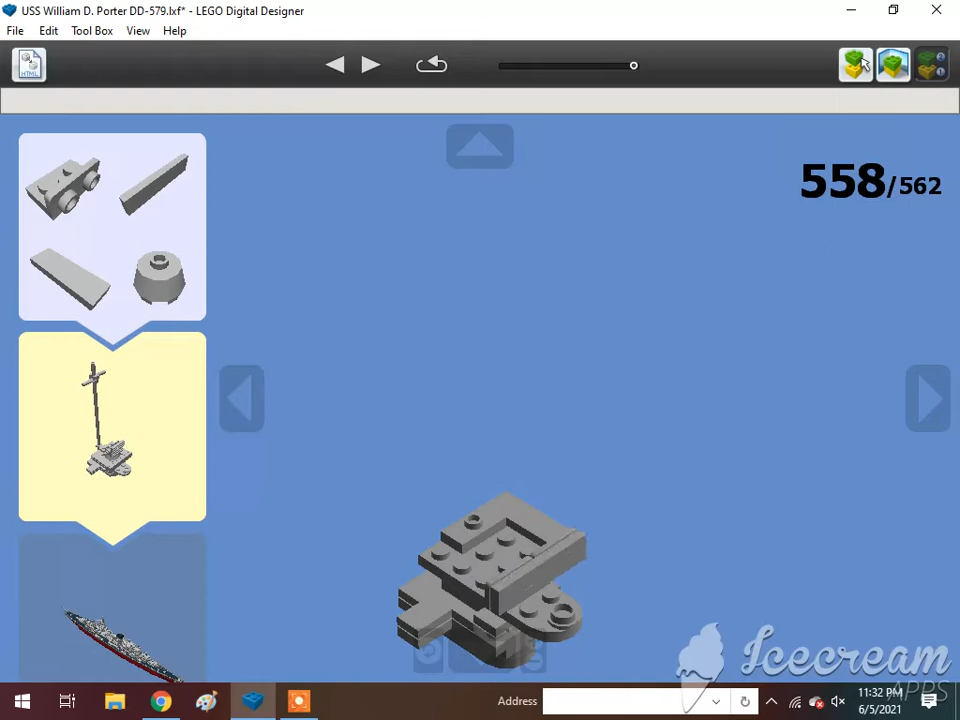 USS William D. Porter DD-579.lxf* - LEGO Digital Designer
File Edit Tool Box View Help
HTML
558/562
Icecream
APPS
Address
11:32 PM
6/5/2021